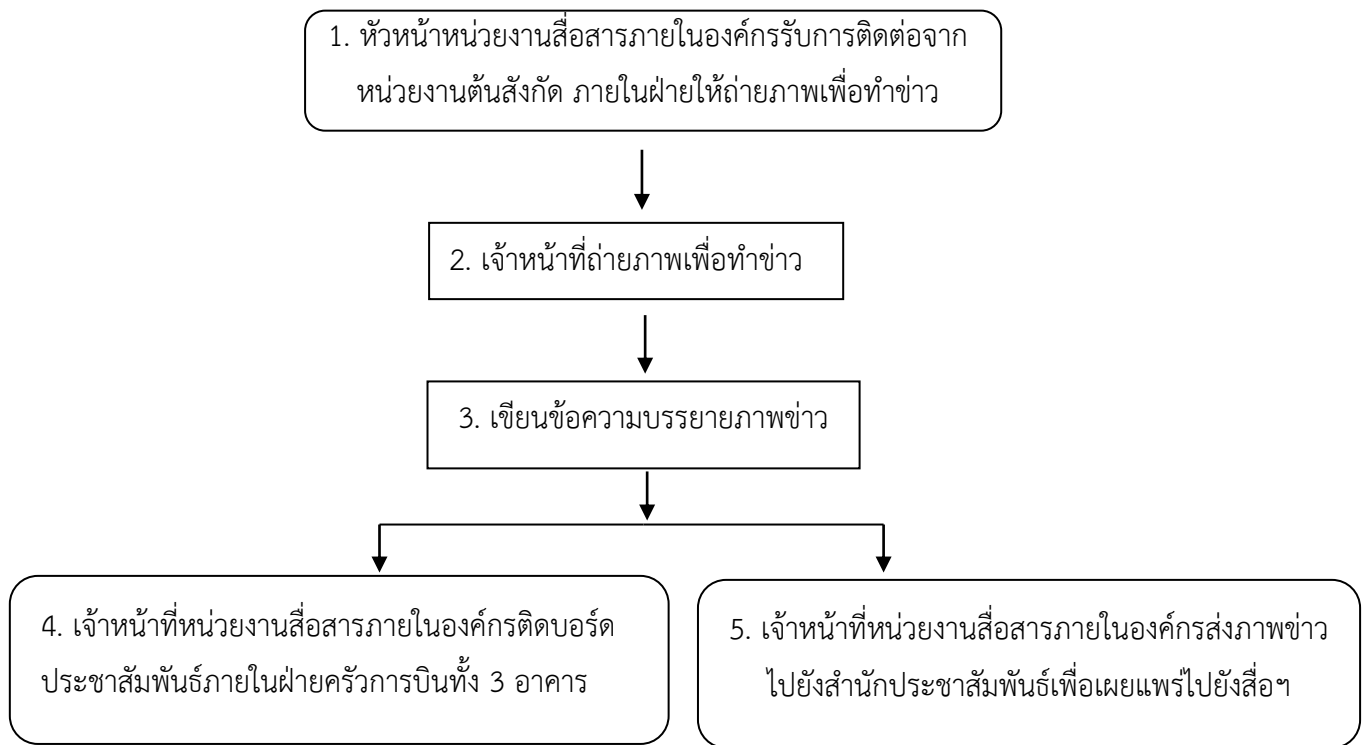 1. หัวหน้าหน่วยงานสื่อสารภายในองค์กรรับการติดต่อจาก
หน่วยงานต้นสังกัด ภายในฝ่ายให้ถ่ายภาพเพื่อทำข่าว
2. เจ้าหน้าที่ถ่ายภาพเพื่อทำข่าว
3. เขียนข้อความบรรยายภาพข่าว
4. เจ้าหน้าที่หน่วยงานสื่อสารภายในองค์กรติดบอร์ด
ประชาสัมพันธ์ภายในฝ่ายครัวการบินทั้ง 3 อาคาร
5. เจ้าหน้าที่หน่วยงานสื่อสารภายในองค์กรส่งภาพข่าว
ไปยังสำนักประชาสัมพันธ์เพื่อเผยแพร่ไปยังสื่อฯ